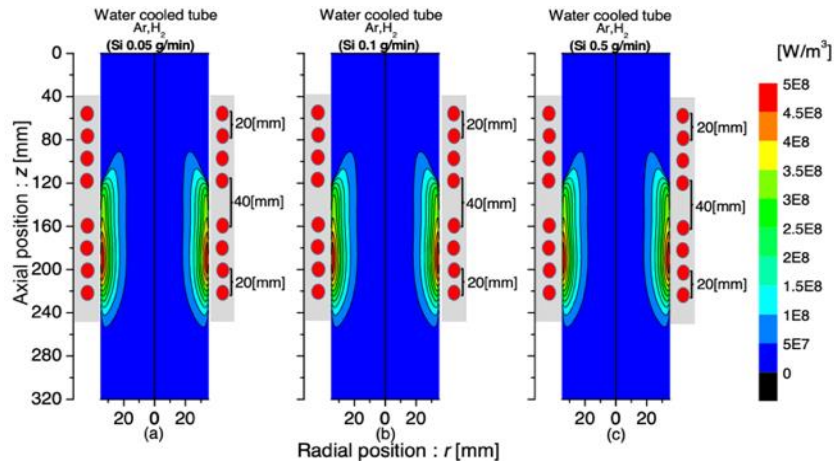 Water cooled tube
Ar,H2
(Si 0.05 g/min)
Water cooled tube
Ar,H2
(Si 0.1 g/min)
Water cooled tube
Ar,H2
(Si 0.5 g/min)
[W/m3]
Axial position : z [mm]
0
40
80
120
160
200
240
280
320
20[mm]
40[mm]
20[mm]
20[mm]
40[mm]
20[mm]
20[mm]
40[mm]
20[mm]
5E8
4.5E8
4E8
3.5E8
3E8
2.5E8
2E8
1.5E8
1E8
5E7
0
20 0 20
20 0 20
20 0 20
(a)
(b)
(c)
Radial position : r [mm]